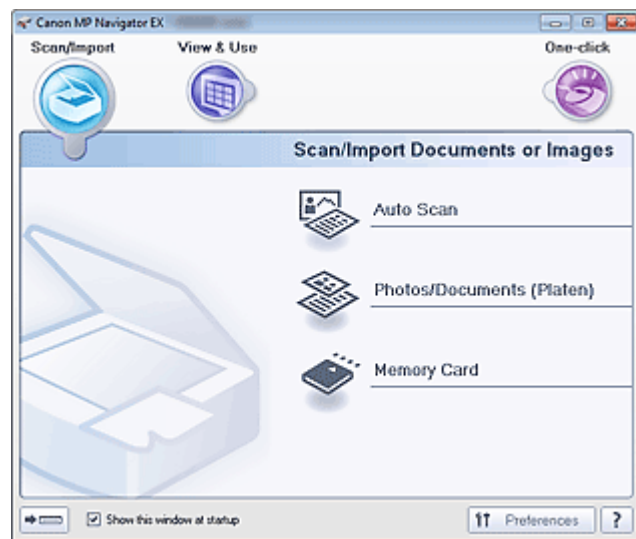 Canon MP Navigator EX
Scan/Import
View & Use
One-click
Scan/Import Documents or Images
Auto Scan
Photos/Documents (Platen)
Memory Card
Show this window at startup
Preferences
?